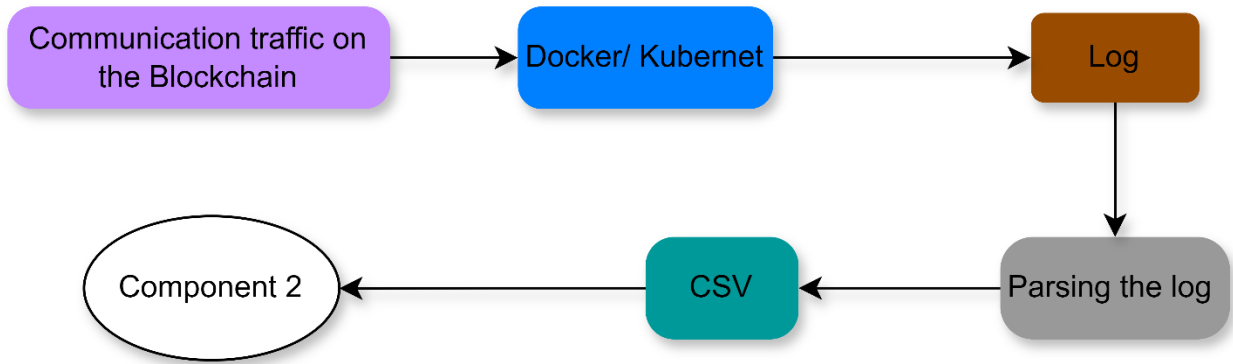 Communication traffic on
the Blockchain
Docker/ Kubernet
Log
Parsing the log
CSV
Component 2